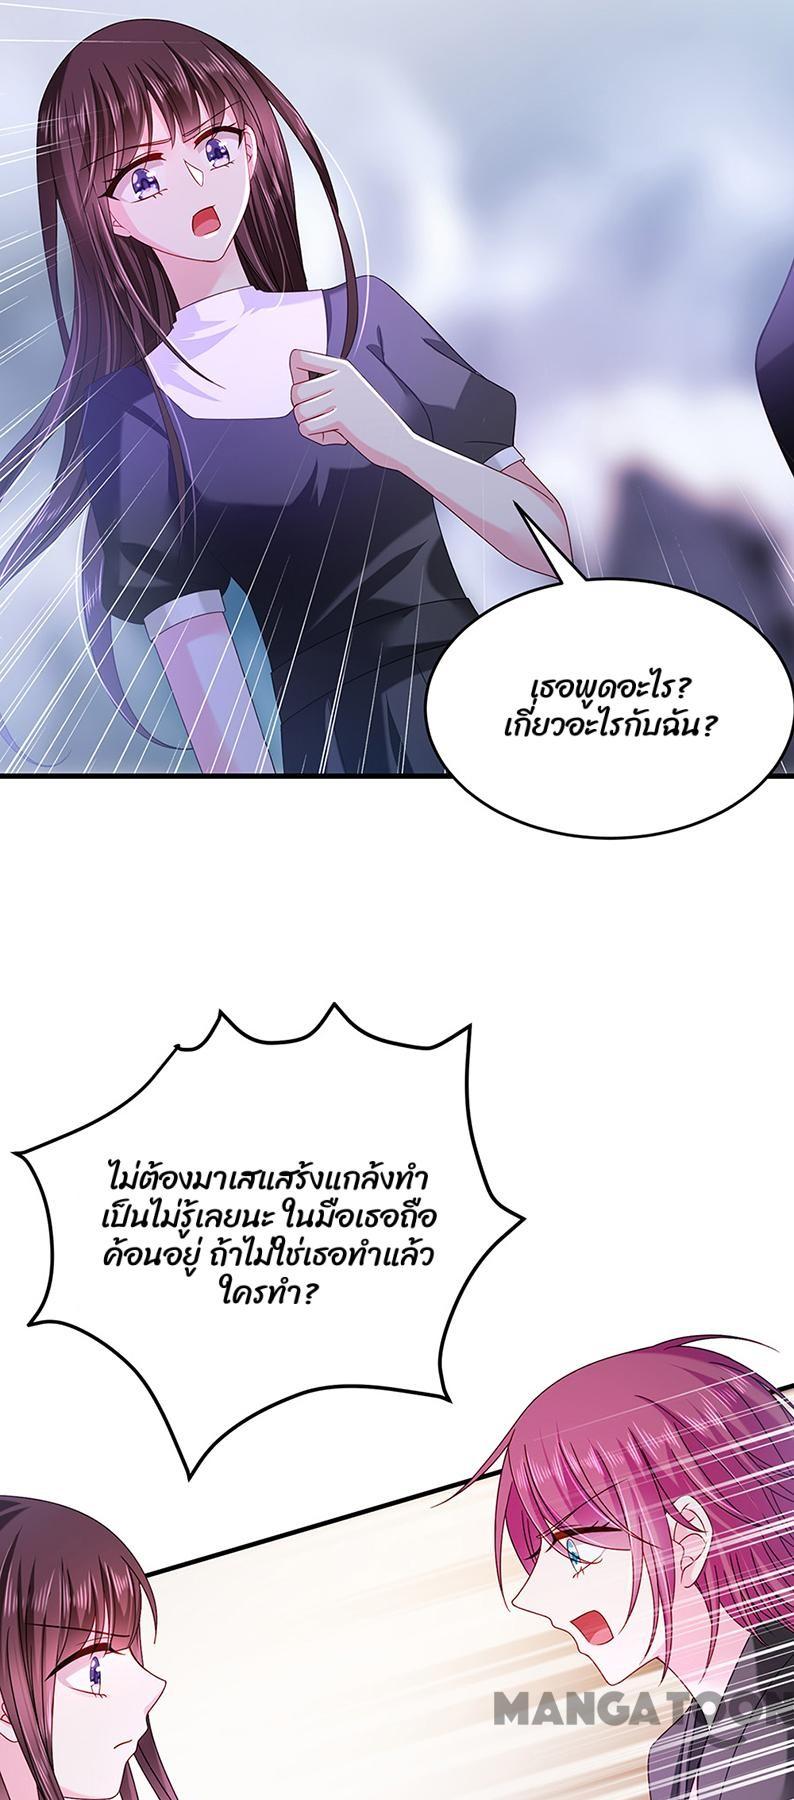 เธอพูดอะไร?
เกี่ยวอะไรกับฉัน?
ไม่ต้องมาเสแสร้งแกล้งทำ
เป็นไม่รู้เลยนะ ในมือเธอถือ
ค้อนอยู่ ถ้าไม่ใช่เธอทำแล้ว
ใครทำ?
MANGATOON